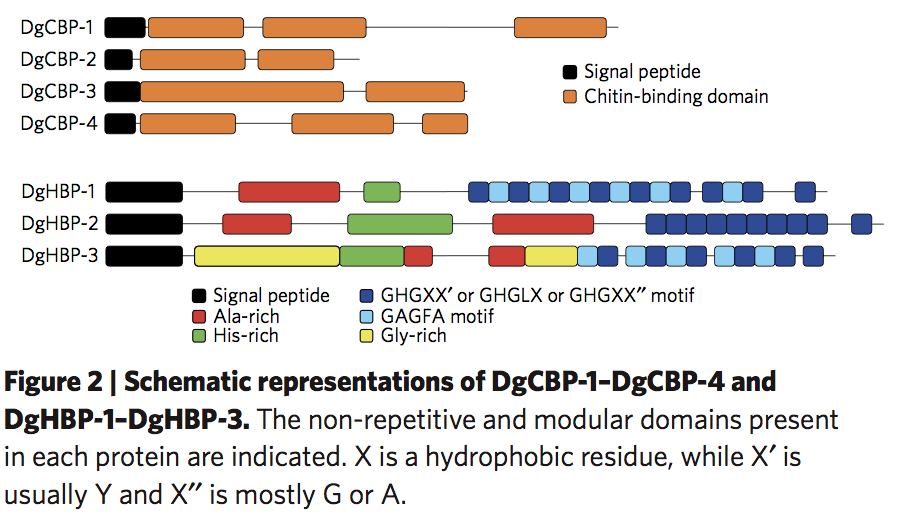 DgCBP-1
DgCBP-2
DgCBP-3
DgCBP-4
Signal peptide
Chitin-binding domain
DgHBP-1
DgHBP-2
DgHBP-3
Signal peptide
Ala-rich
His-rich
GHGXX′ or GHGLX or GHGXX″ motif
GAGFA motif
Gly-rich
Figure 2 | Schematic representations of DgCBP-1–DgCBP-4 and
DgHBP-1–DgHBP-3. The non-repetitive and modular domains present
in each protein are indicated. X is a hydrophobic residue, while X′ is
usually Y and X″ is mostly G or A.